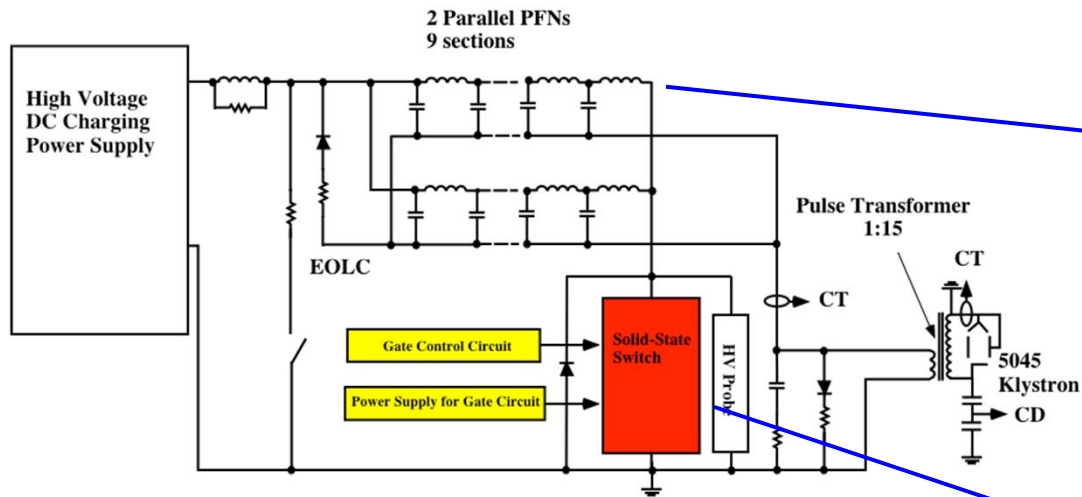 2 Parallel PFNs
9 sections
High Voltage
DC Charging
Power Supply
Pulse Transformer
1:15
CT
EOLC
CT
Gate Control Circuit
Solid-State
Switch
HV Probe
5045
Klystron
Power Supply for Gate Circuit
CD